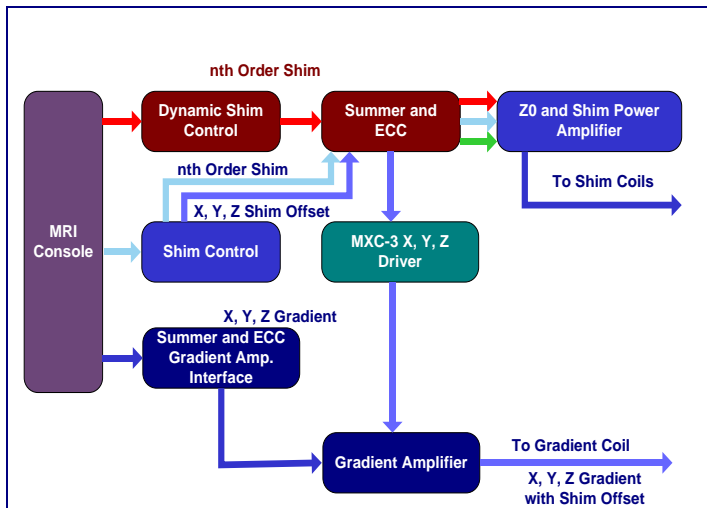 nth Order Shim
Dynamic Shim
Control
Summer and
ECC
Z0 and Shim Power
Amplifier
nth Order Shim
To Shim Coils
X, Y, Z Shim Offset
MRI
Console
Shim Control
MXC-3 X, Y, Z
Driver
X, Y, Z Gradient
Summer and ECC
Gradient Amp.
Interface
Gradient Amplifier
To Gradient Coil
X, Y, Z Gradient
with Shim Offset